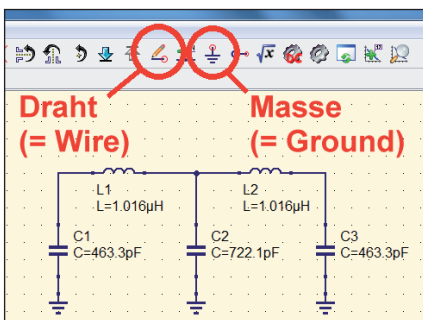 Draht
(= Wire)
Masse
(= Ground)
L1
L=1.016µH
L2
L=1.016µH
C1
C=463.3pF
C2
C=722.1pF
C3
C=463.3pF